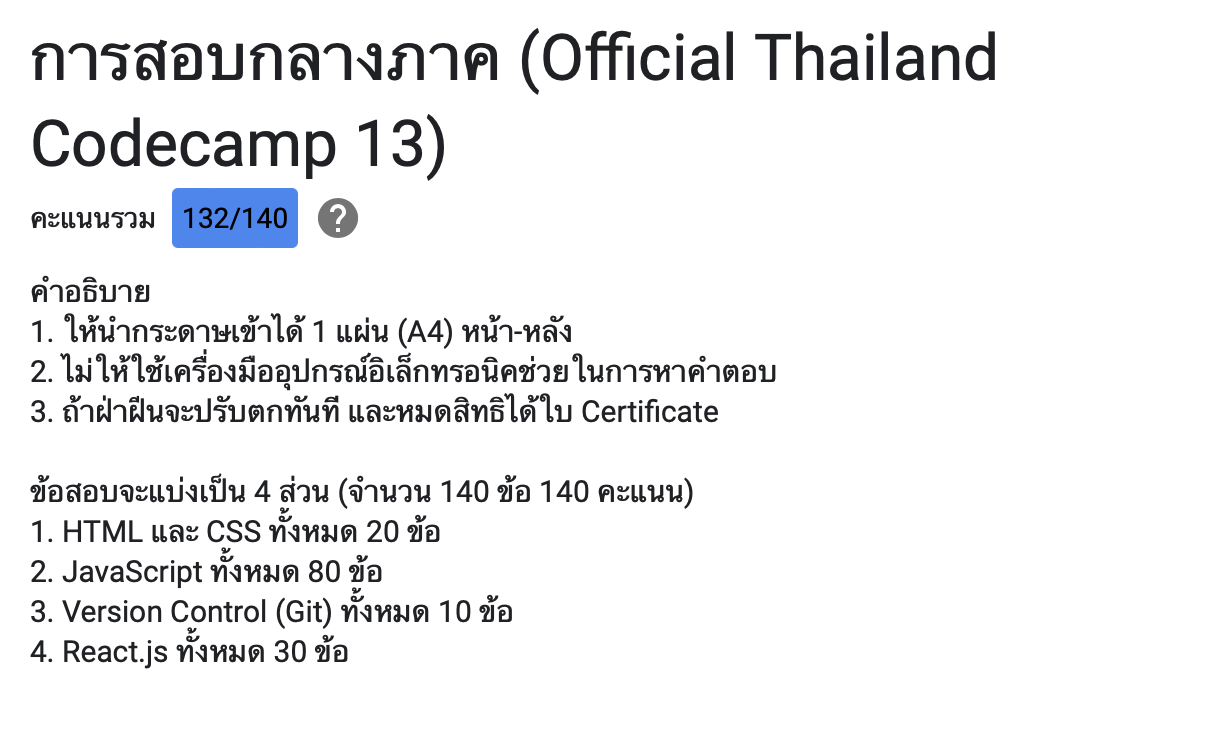 การสอบกลางภาค (Official Thailand
Codecamp 13)
คะแนนรวม 132/140 ?
คำอธิบาย
1. ให้นำกระดาษเข้าได้ 1 แผ่น (A4) หน้า-หลัง
2. ไม่ให้ใช้เครื่องมืออุปกรณ์อิเล็กทรอนิคช่วยในการหาคำตอบ
3. ถ้าฝ่าฝืนจะปรับตกทันที และหมดสิทธิได้ใบ Certificate
ข้อสอบจะแบ่งเป็น 4 ส่วน (จำนวน 140 ข้อ 140 คะแนน)
1. HTML และ CSS ทั้งหมด 20 ข้อ
2. JavaScript ทั้งหมด 80 ข้อ
3. Version Control (Git) ทั้งหมด 10 ข้อ
4. React.js ทั้งหมด 30 ข้อ